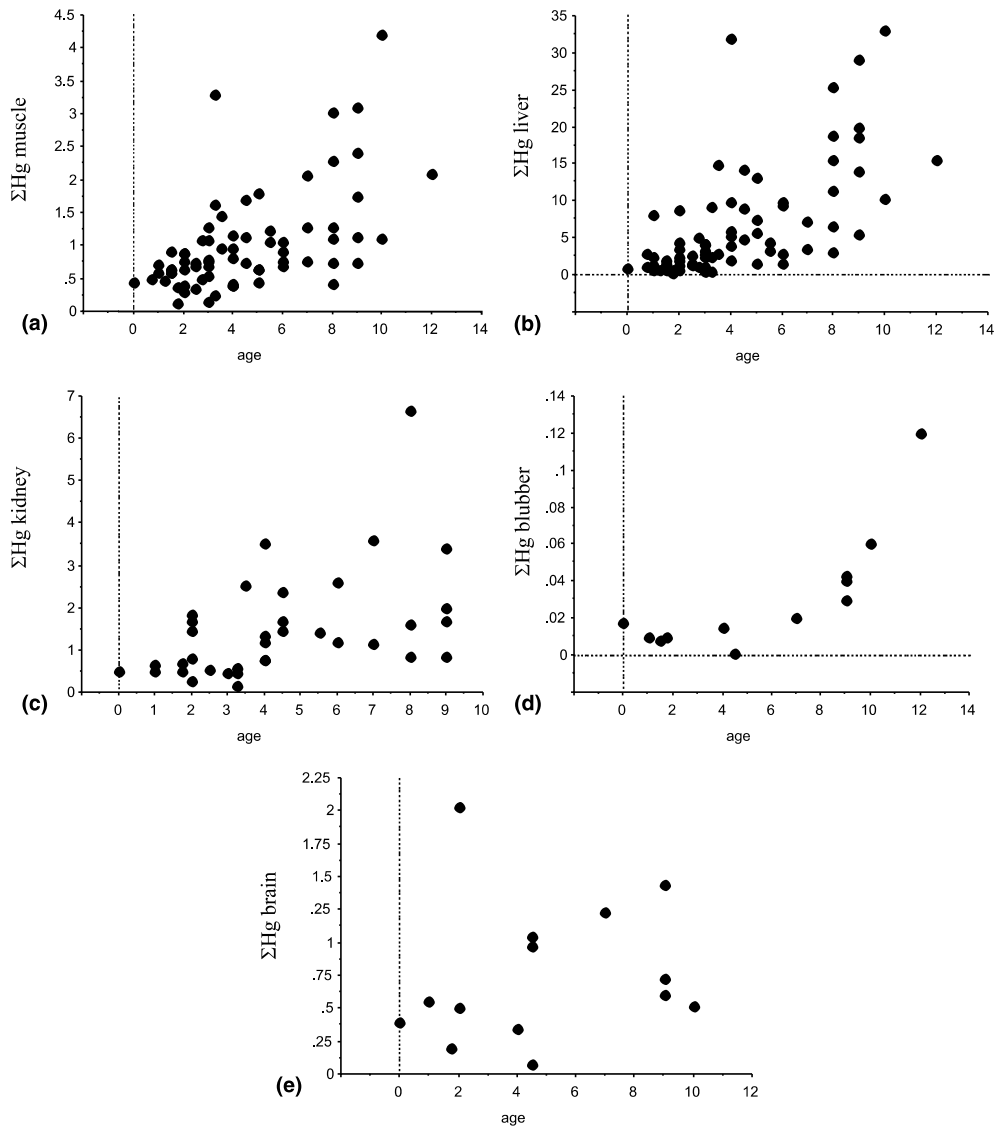 4.5
4
3.5
3
2.5
2
1.5
1
.5
0
ΣHg muscle
0 2 4 6 8 10 12 14
age
(a)
35
30
25
20
15
10
5
0
ΣHg liver
0 2 4 6 8 10 12 14
age
(b)
7
6
5
4
3
2
1
0
ΣHg kidney
0 1 2 3 4 5 6 7 8 9 10
age
(c)
.14
.12
.1
.08
.06
.04
.02
0
ΣHg blubber
0 2 4 6 8 10 12 14
age
(d)
2.25
2
1.75
1.5
.25
1
.75
.5
.25
0
ΣHg brain
0 2 4 6 8 10 12
age
(e)